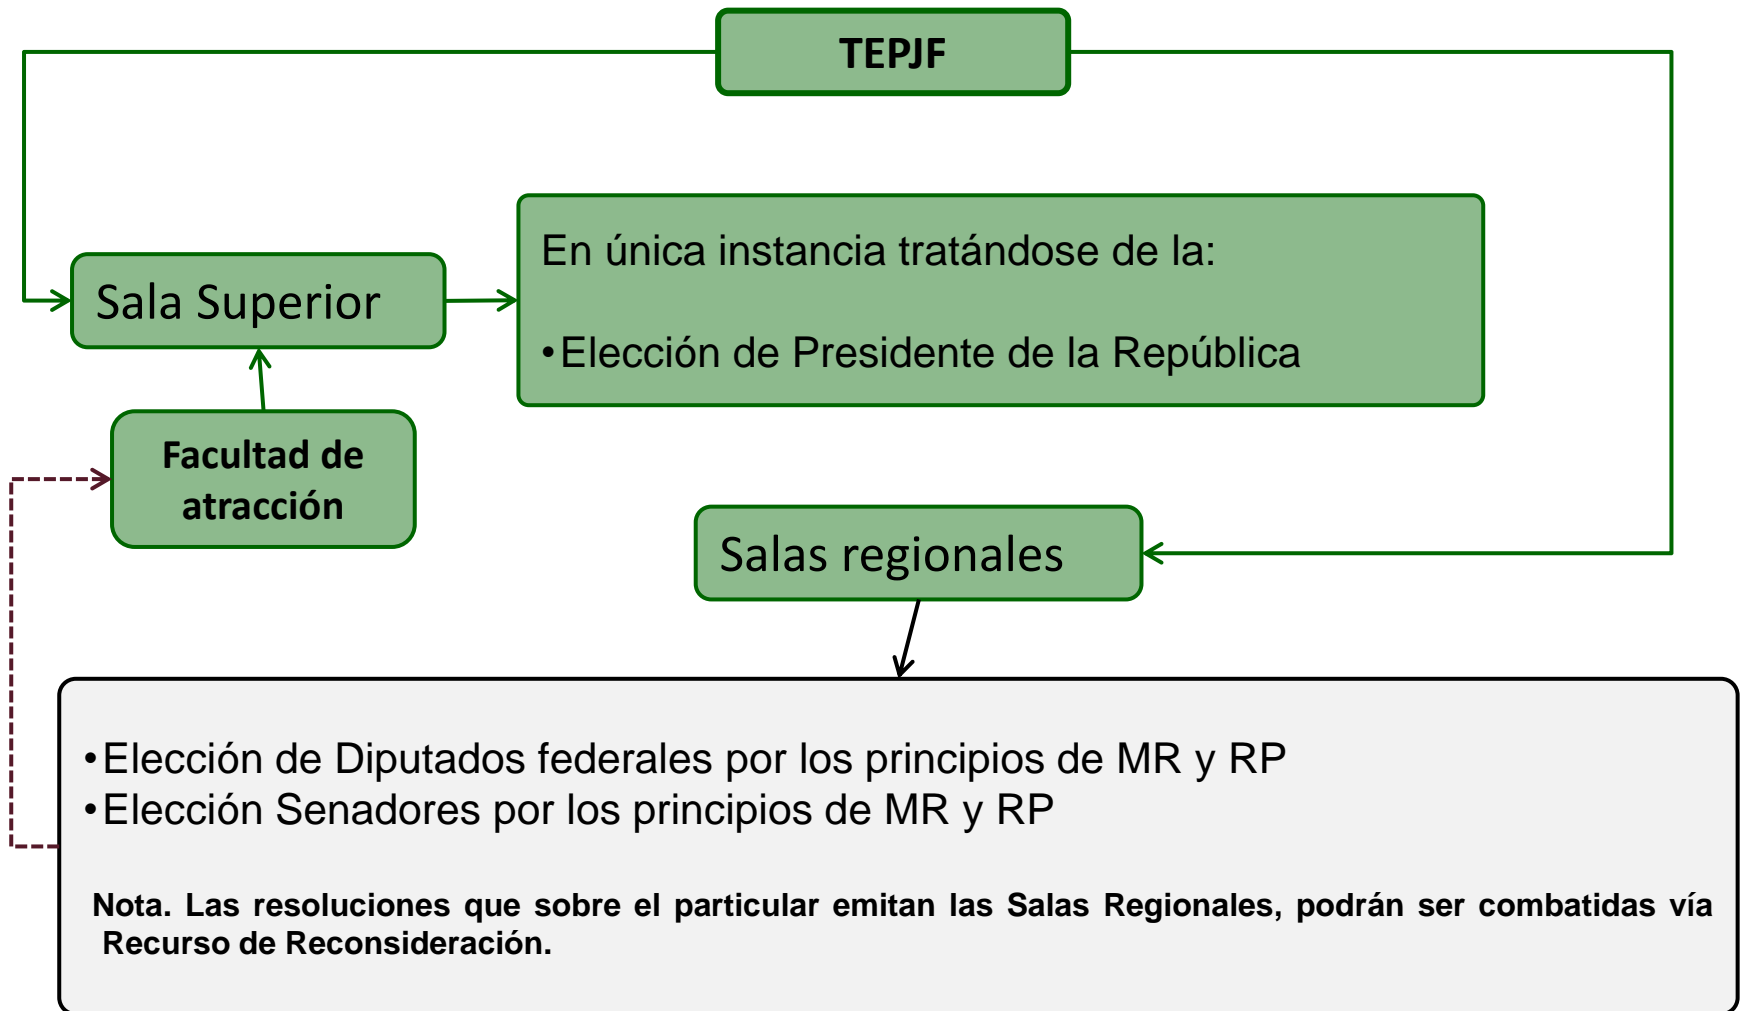 TEPJF
En única instancia tratándose de la:
•Elección de Presidente de la República
Sala Superior
Facultad de
atracción
Salas regionales
•Elección de Diputados federales por los principios de MR y RP
•Elección Senadores por los principios de MR y RP
Nota. Las resoluciones que sobre el particular emitan las Salas Regionales, podrán ser combatidas vía
Recurso de Reconsideración.